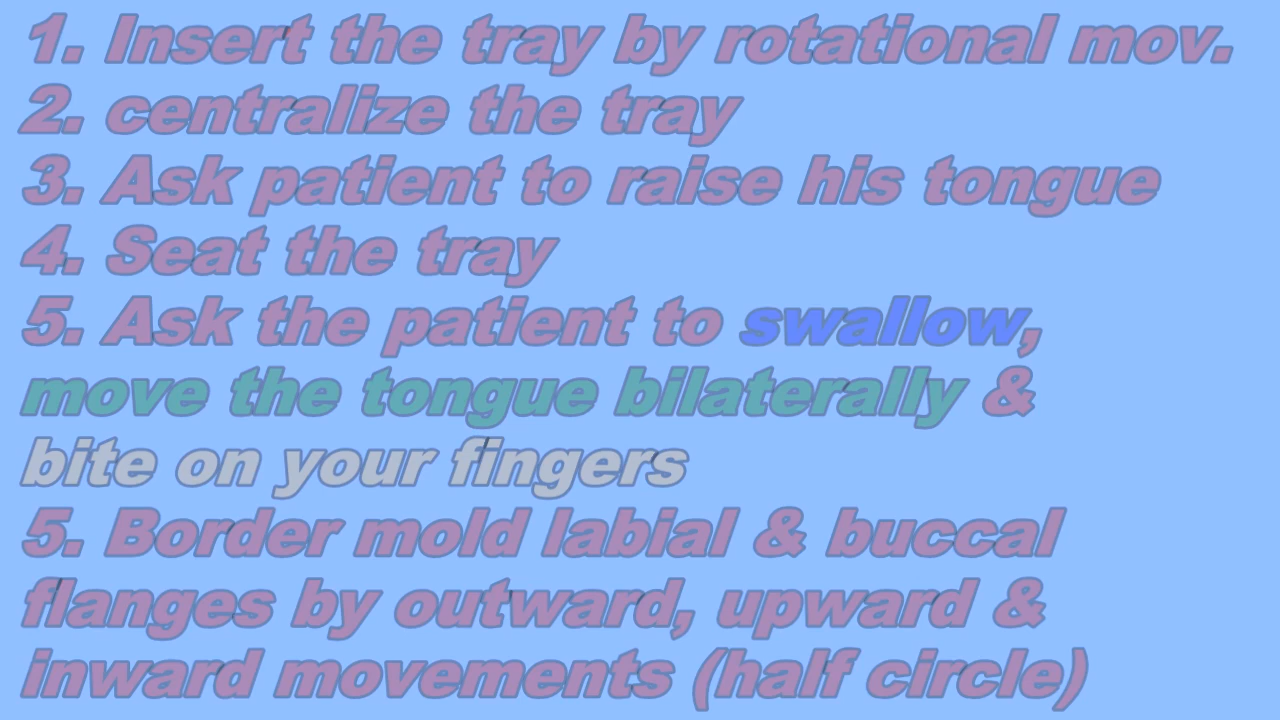 1. Insert the tray by rotational mov.
2. centralize the tray
3. Ask patient to raise his tongue
4. Seat the tray
5. Ask the patient to swallow,
move the tongue bilaterally &
bite on your fingers
5. Border mold labial & buccal
flanges by outward, upward &
inward movements (half circle)